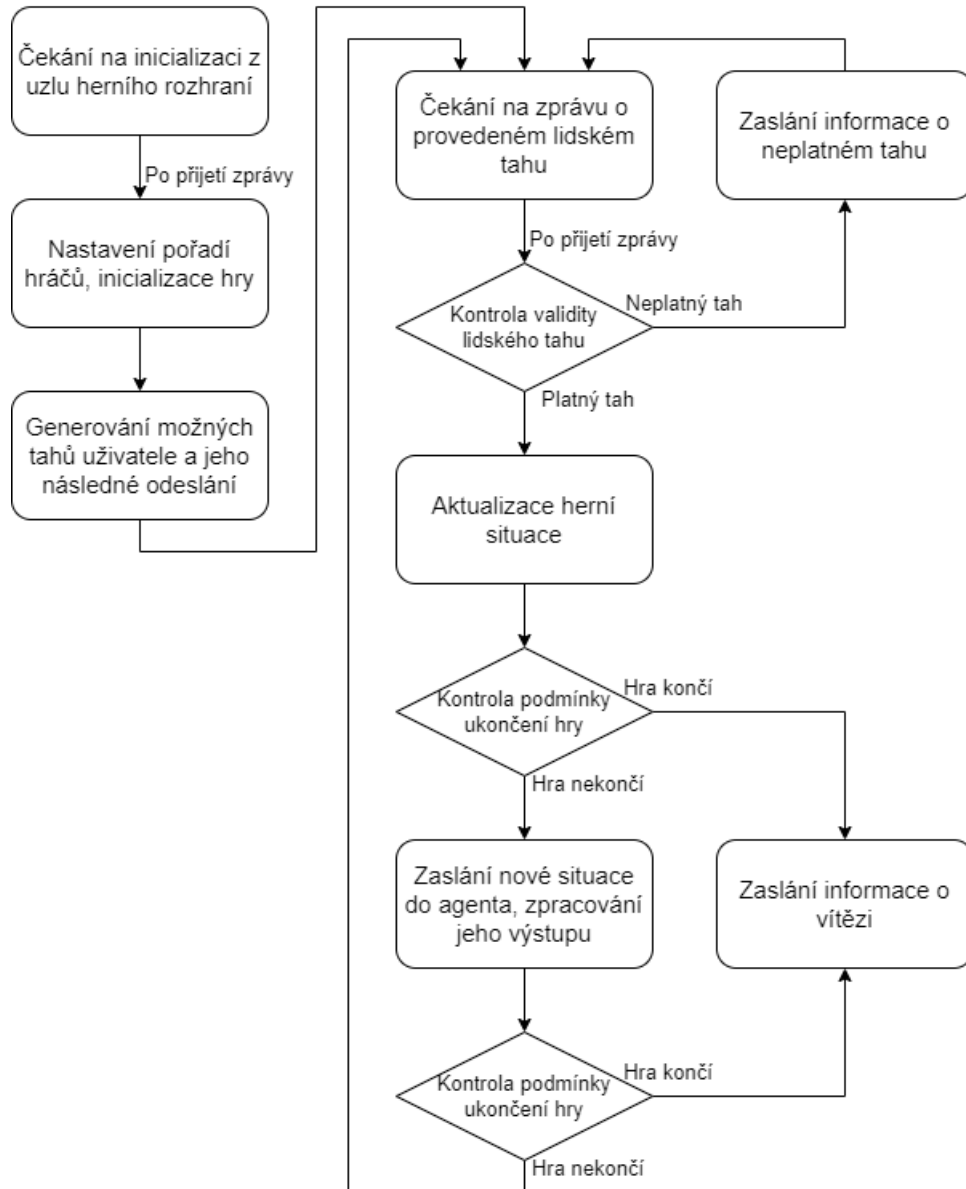 Čekání na inicializaci z
uzlu herního rozhraní
Po přijetí zprávy
Nastavení pořadí
hráčů, inicializace hry
Generování možných
tahů uživatele a jeho
následné odeslání
Čekání na zprávu o
provedeném lidském
tahu
Zaslání informace o
neplatném tahu
Po přijetí zprávy
Kontrola validity
lidského tahu
Neplatný tah
Platný tah
Aktualizace herní
situace
Kontrola podmínky
ukončení hry
Hra končí
Hra nekončí
Zaslání nové situace
do agenta, zpracování
jeho výstupu
Zaslání informace o
vítězi
Kontrola podmínky
ukončení hry
Hra končí
Hra nekončí